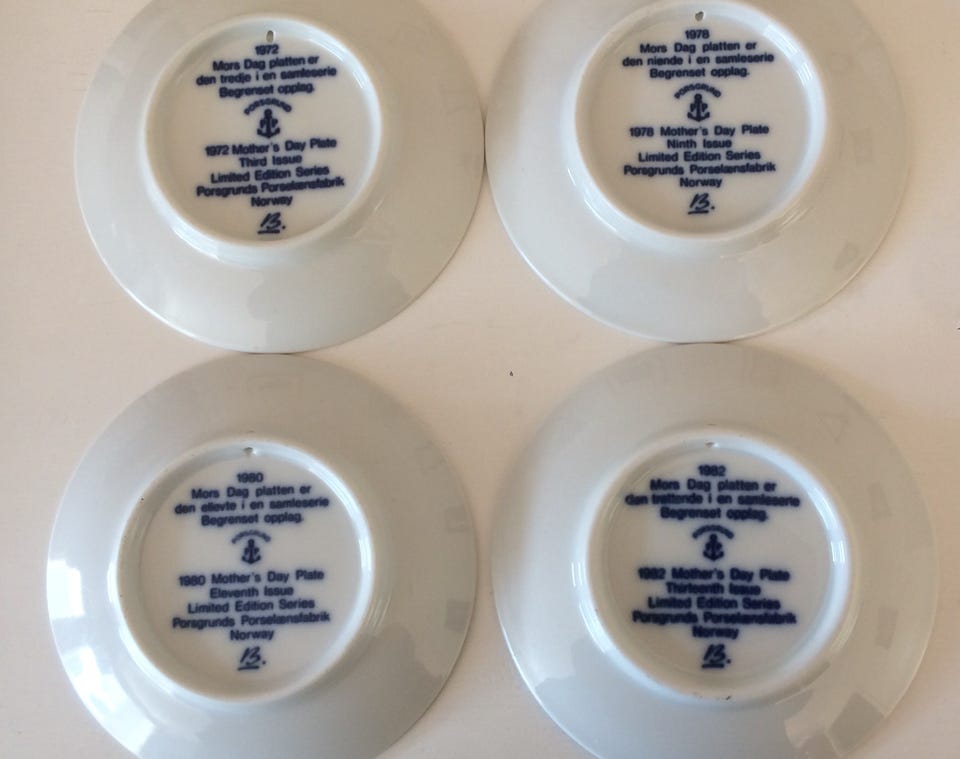 1972
Mors Dag platten er
den tredje i en samleserie
Begrenset opplag.
PORSGRUND
1972 Mother's Day Plate
Third Issue
Limited Edition Series
Porsgrunds Porselænsfabrik
Norway
B.
1978
Mors Dag platten er
den niende i en samleserie
Begrenset opplag.
PORSGRUND
1978 Mother's Day Plate
Ninth Issue
Limited Edition Series
Porsgrunds Porselænsfabrik
Norway
B.
1980
Mors Dag platten er
den ellevte i en samleserie
Begrenset opplag.
PORSGRUND
1980 Mother's Day Plate
Eleventh Issue
Limited Edition Series
Porsgrunds Porselænsfabrik
Norway
B.
1982
Mors Dag platten er
den trettende i en samleserie
Begrenset opplag.
PORSGRUND
1982 Mother's Day Plate
Thirteenth Issue
Limited Edition Series
Porsgrunds Porselænsfabrik
Norway
B.